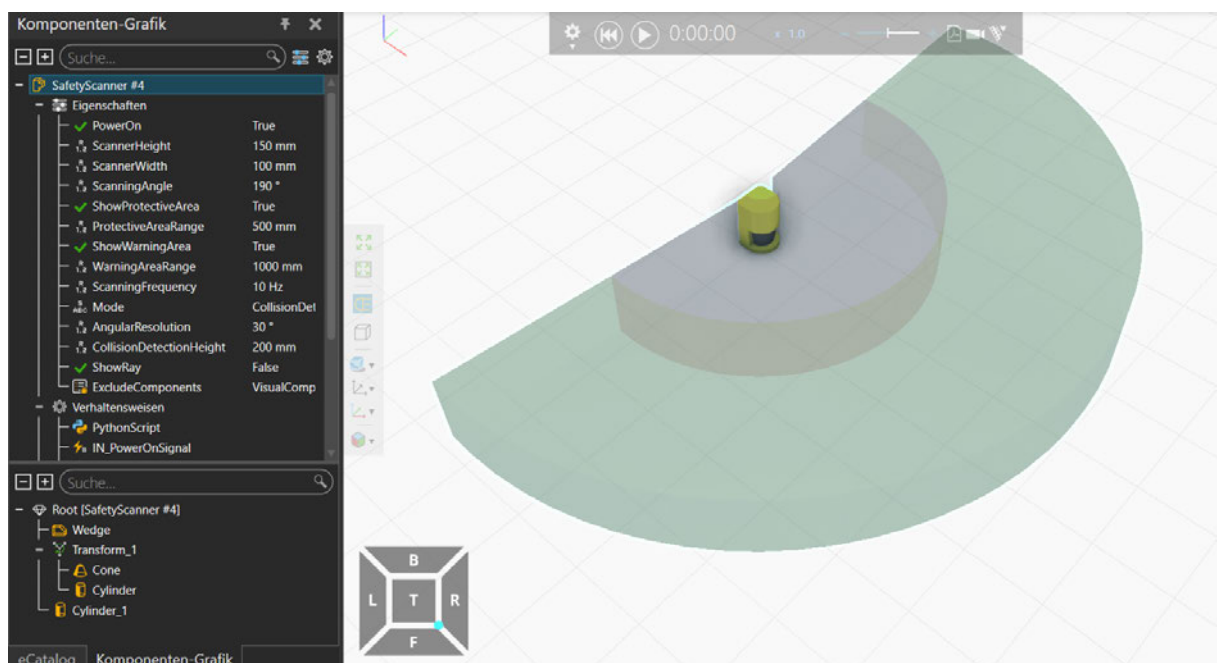 Komponenten-Grafik
Suche...
SafetyScanner #4
Eigenschaften
PowerOn True
ScannerHeight 150 mm
ScannerWidth 100 mm
ScanningAngle 190 °
ShowProtectiveArea True
ProtectiveAreaRange 500 mm
ShowWarningArea True
WarningAreaRange 1000 mm
ScanningFrequency 10 Hz
Mode CollisionDet
AngularResolution 30 °
CollisionDetectionHeight 200 mm
ShowRay False
ExcludeComponents VisualComp
Verhaltensweisen
PythonScript
IN_PowerOnSignal
Suche...
Root [SafetyScanner #4]
Wedge
Transform_1
Cone
Cylinder
Cylinder_1
eCatalog Komponenten-Grafik
0:00:00 x 1.0
B
L T R
F